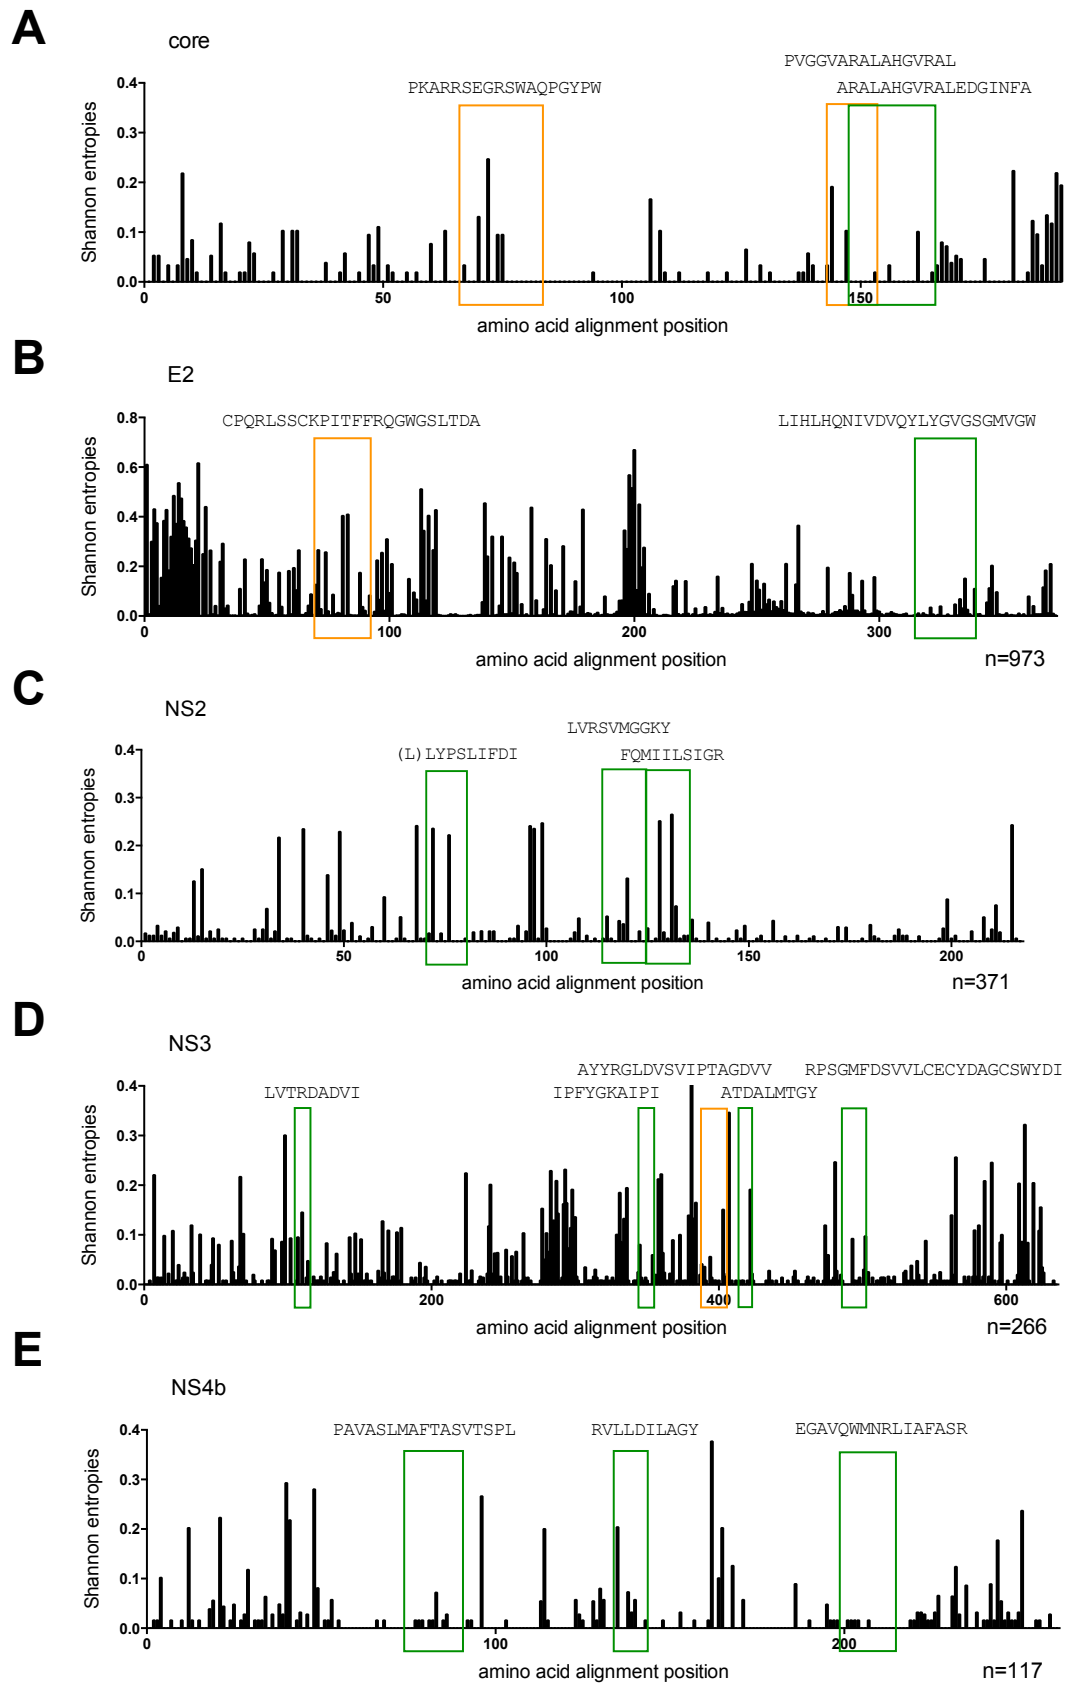 A
core
PVGGVARALAHGVRAL
PKARRSEGRSWAQPGYPW
ARALAHGVRALEDGINFA
Shannon entropies
0.4
0.3
0.2
0.1
0.0
0
50
100
150
amino acid alignment position
B
E2
CPQRLSSCKPITFFRQGWGSLTDA
LIHLHQNIVDVQYLYGVGSGMVGW
Shannon entropies
0.8
0.6
0.4
0.2
0.0
0
100
200
300
amino acid alignment position
n=973
C
NS2
LVRSVMGGKY
(L)LYPSLIFDI
FQMIILSIGR
Shannon entropies
0.4
0.3
0.2
0.1
0.0
0
50
100
150
200
amino acid alignment position
n=371
D
NS3
AYYRGLDVSVIPTAGDVV
RPSGMFDSVVLCECYDAGCSWYDI
LVTRDADVI
IPFYGKAIPI
ATDALMTGY
Shannon entropies
0.4
0.3
0.2
0.1
0.0
0
200
400
600
amino acid alignment position
n=266
E
NS4b
PAVASLMAFTASVTSPL
RVLLDILAGY
EGAVQWMNRLIAFASR
Shannon entropies
0.4
0.3
0.2
0.1
0.0
0
100
200
amino acid alignment position
n=117